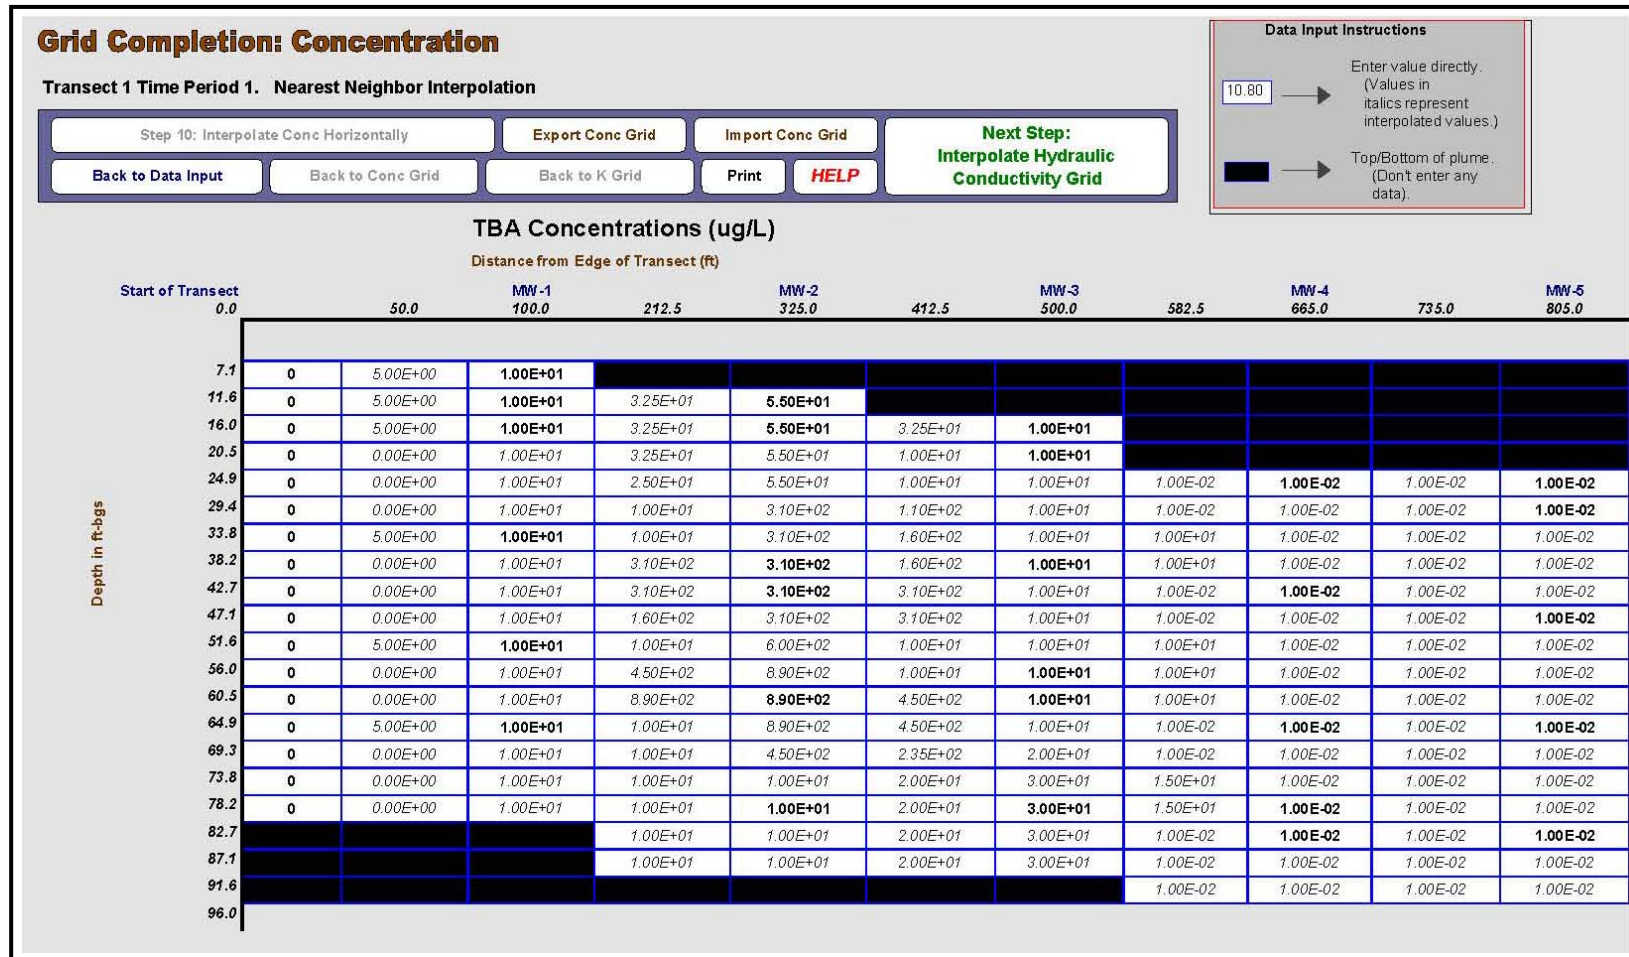 Grid Completion: Concentration
Transect 1 Time Period 1. Nearest Neighbor Interpolation
Step 10: Interpolate Conc Horizontally
Export Conc Grid
Import Conc Grid
Next Step:
Interpolate Hydraulic
Conductivity Grid
Back to Data Input
Back to Conc Grid
Back to K Grid
Print
HELP
Data Input Instructions
10.80
Enter value directly.
(Values in
italics represent
interpolated values.)
Top/Bottom of plume.
(Don't enter any
data).
TBA Concentrations (ug/L)
Distance from Edge of Transect (ft)
Start of Transect MW-1 MW-2 MW-3 MW-4 MW-5
0.0 50.0 100.0 212.5 325.0 412.5 500.0 582.5 665.0 735.0 805.0
Depth in ft-bgs
7.1 0 5.00E+00 1.00E+01
11.6 0 5.00E+00 1.00E+01 3.25E+01 5.50E+01
16.0 0 5.00E+00 1.00E+01 3.25E+01 5.50E+01 3.25E+01 1.00E+01
20.5 0 0.00E+00 1.00E+01 3.25E+01 5.50E+01 1.00E+01 1.00E+01
24.9 0 0.00E+00 1.00E+01 2.50E+01 5.50E+01 1.00E+01 1.00E+01 1.00E-02 1.00E-02 1.00E-02 1.00E-02
29.4 0 0.00E+00 1.00E+01 1.00E+01 3.10E+02 1.10E+02 1.00E+01 1.00E-02 1.00E-02 1.00E-02 1.00E-02
33.8 0 5.00E+00 1.00E+01 1.00E+01 3.10E+02 1.60E+02 1.00E+01 1.00E+01 1.00E-02 1.00E-02 1.00E-02
38.2 0 0.00E+00 1.00E+01 3.10E+02 3.10E+02 1.60E+02 1.00E+01 1.00E+01 1.00E-02 1.00E-02 1.00E-02
42.7 0 0.00E+00 1.00E+01 3.10E+02 3.10E+02 3.10E+02 1.00E+01 1.00E-02 1.00E-02 1.00E-02 1.00E-02
47.1 0 0.00E+00 1.00E+01 1.60E+02 3.10E+02 3.10E+02 1.00E+01 1.00E-02 1.00E-02 1.00E-02 1.00E-02
51.6 0 5.00E+00 1.00E+01 1.00E+01 6.00E+02 1.00E+01 1.00E+01 1.00E+01 1.00E-02 1.00E-02 1.00E-02
56.0 0 0.00E+00 1.00E+01 4.50E+02 8.90E+02 1.00E+01 1.00E+01 1.00E+01 1.00E-02 1.00E-02 1.00E-02
60.5 0 0.00E+00 1.00E+01 8.90E+02 8.90E+02 4.50E+02 1.00E+01 1.00E+01 1.00E-02 1.00E-02 1.00E-02
64.9 0 5.00E+00 1.00E+01 1.00E+01 8.90E+02 4.50E+02 1.00E+01 1.00E-02 1.00E-02 1.00E-02 1.00E-02
69.3 0 0.00E+00 1.00E+01 1.00E+01 4.50E+02 2.35E+02 2.00E+01 1.00E-02 1.00E-02 1.00E-02 1.00E-02
73.8 0 0.00E+00 1.00E+01 1.00E+01 1.00E+01 2.00E+01 3.00E+01 1.50E+01 1.00E-02 1.00E-02 1.00E-02
78.2 0 0.00E+00 1.00E+01 1.00E+01 1.00E+01 2.00E+01 3.00E+01 1.50E+01 1.00E-02 1.00E-02 1.00E-02
82.7 1.00E+01 1.00E+01 2.00E+01 3.00E+01 1.00E-02 1.00E-02 1.00E-02 1.00E-02
87.1 1.00E+01 1.00E+01 2.00E+01 3.00E+01 1.00E-02 1.00E-02 1.00E-02 1.00E-02
91.6 1.00E-02 1.00E-02 1.00E-02 1.00E-02
96.0